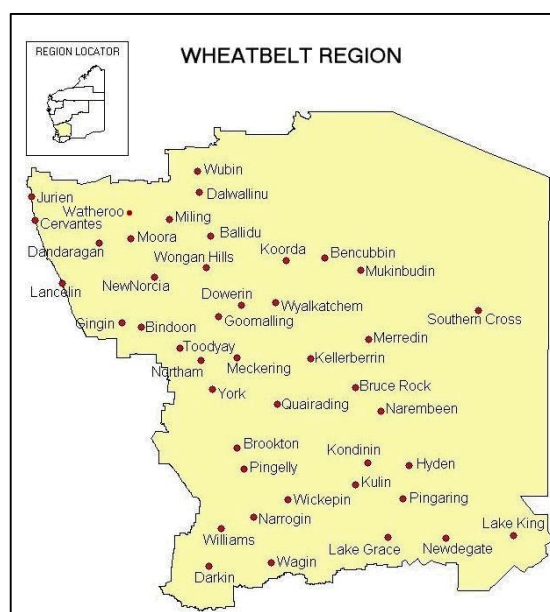 REGION LOCATOR
WHEATBELT REGION
Wubin
Dalwallinu
Jurien
Watheroo
Miling
Cervantes
Moora
Ballidu
Dandaragan
Wongan Hills
Koorda
Bencubbin
Mukinbudin
Lancelin
NewNorcia
Dowerin
Wyalkatchem
Southern Cross
Gingin
Bindoon
Goomalling
Merredin
Toodyay
Northam
Meckering
Kellerberrin
York
Bruce Rock
Quairading
Narembeen
Brookton
Kondinin
Hyden
Pingelly
Kulin
Wickepin
Pingaring
Narrogin
Williams
Lake King
Lake Grace
Newdegate
Darkin
Wagin